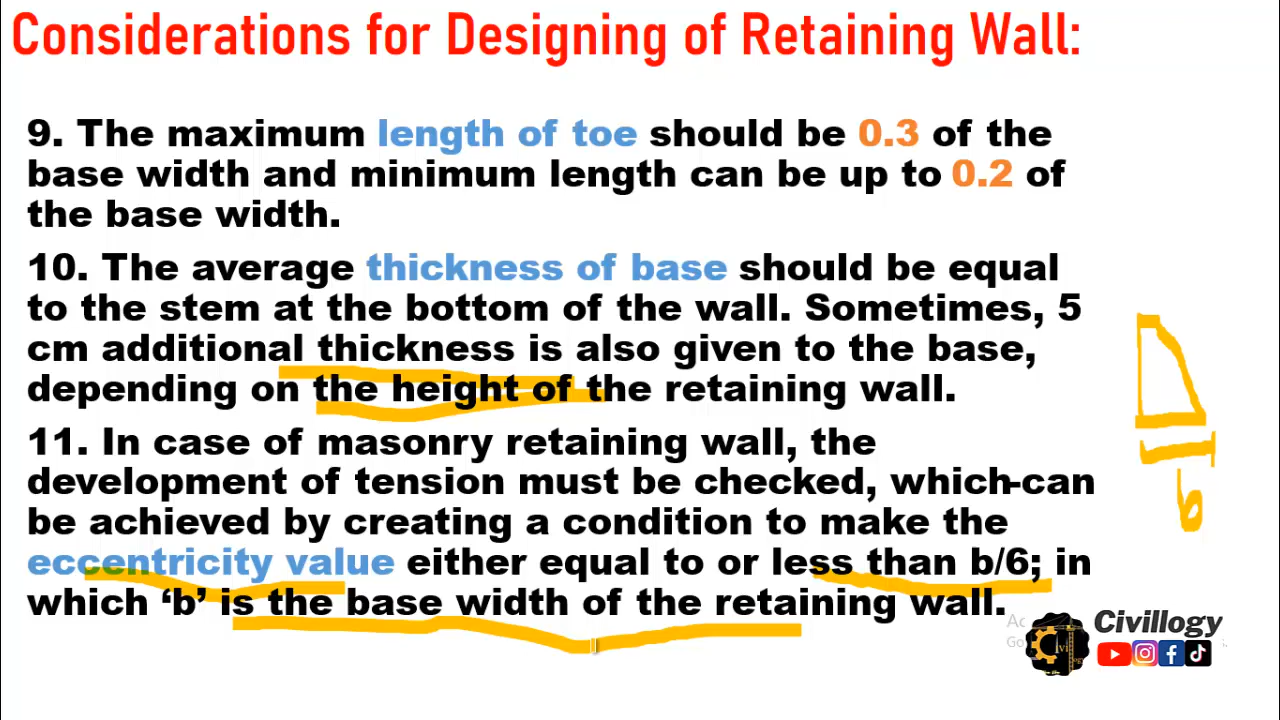 Considerations for Designing of Retaining Wall:
9. The maximum length of toe should be 0.3 of the
base width and minimum length can be up to 0.2 of
the base width.
10. The average thickness of base should be equal
to the stem at the bottom of the wall. Sometimes, 5
cm additional thickness is also given to the base,
depending on the height of the retaining wall.
11. In case of masonry retaining wall, the
development of tension must be checked, which-can
be achieved by creating a condition to make the
eccentricity value either equal to or less than b/6; in
which ‘b’ is the base width of the retaining wall.
b
Civillogy